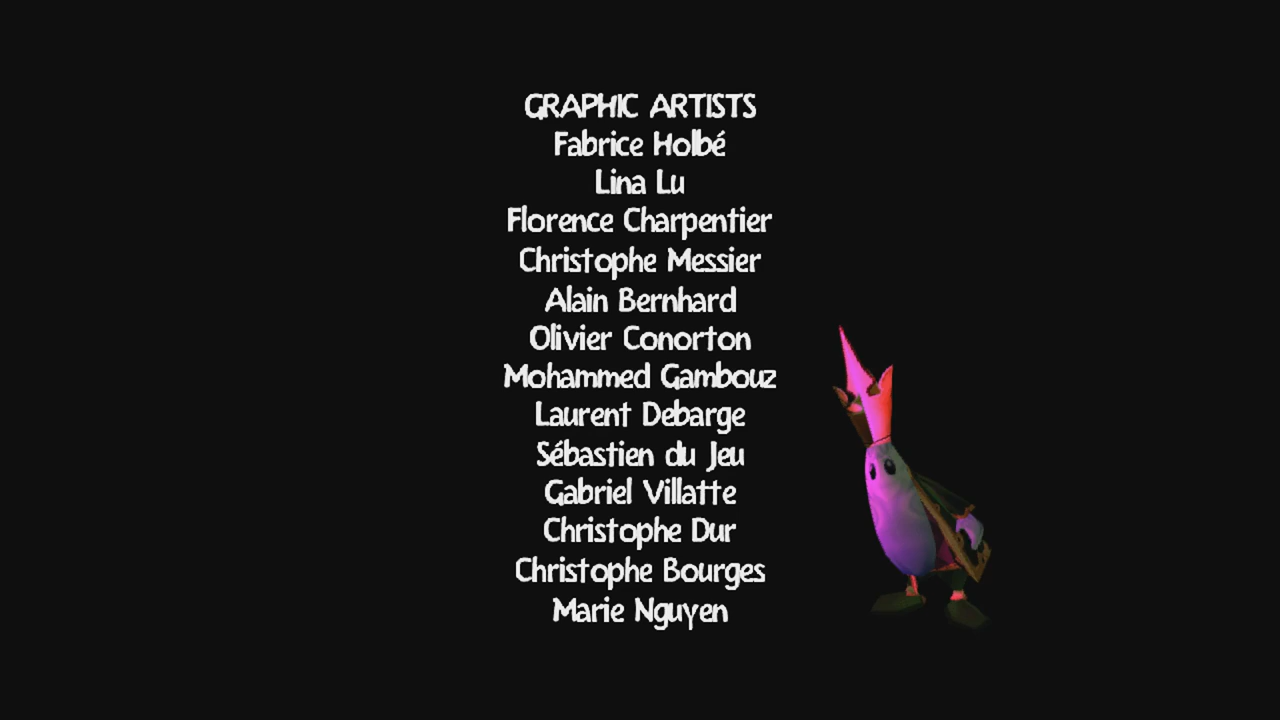 GRAPHIC ARTISTS
Fabrice Holbé
Lina Lu
Florence Charpentier
Christophe Messier
Alain Bernhard
Olivier Conorton
Mohammed Gambouz
Laurent Debarge
Sébastien du Jeu
Gabriel Villatte
Christophe Dur
Christophe Bourges
Marie Nguyen